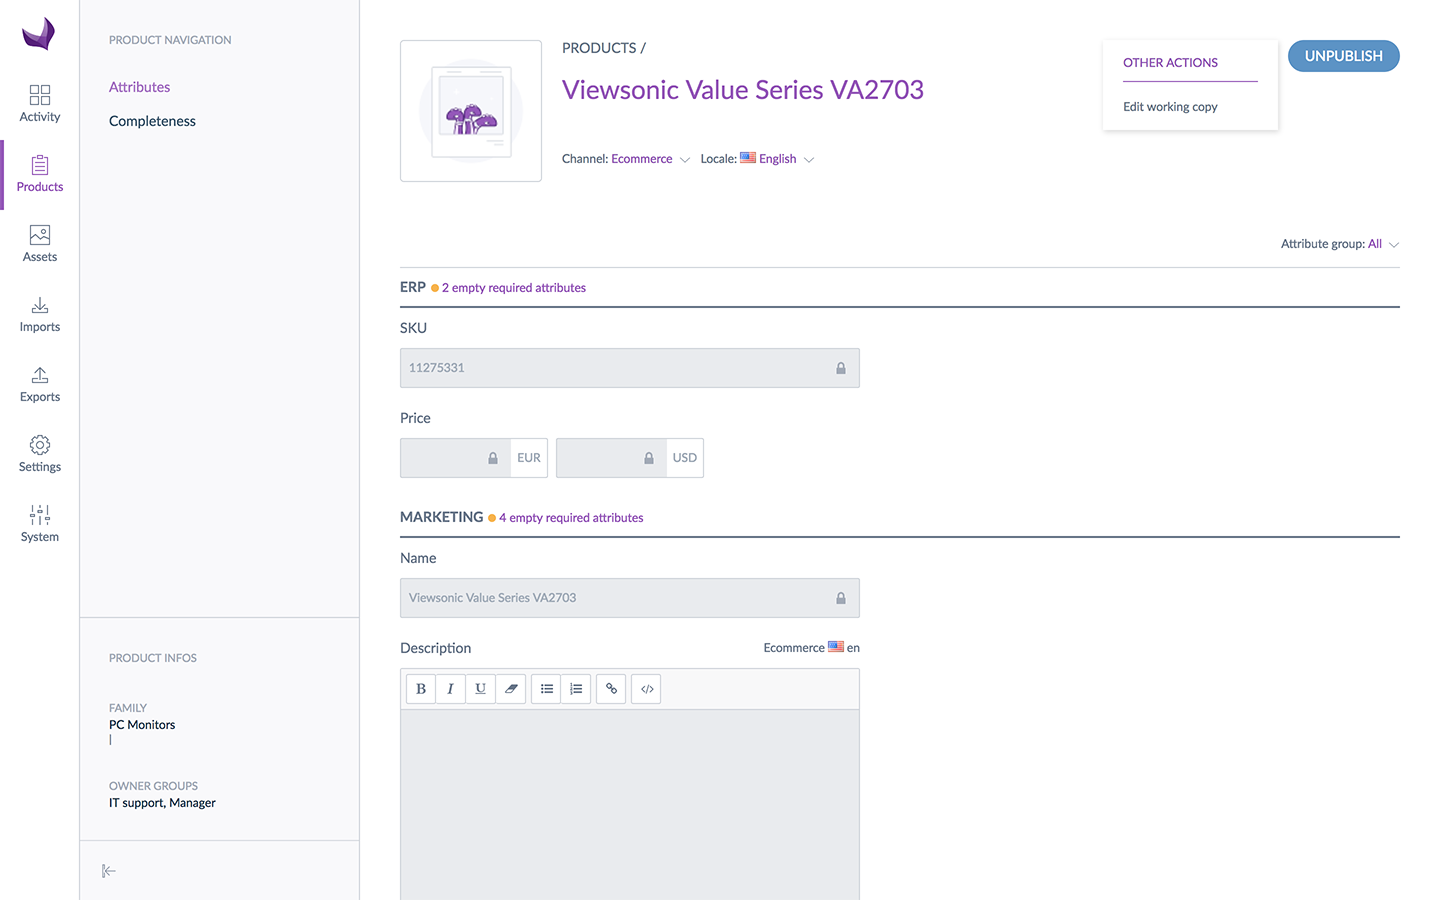 Activity
Products
Assets
Imports
Exports
Settings
System
PRODUCT NAVIGATION
Attributes
Completeness
PRODUCT INFOS
FAMILY
PC Monitors
|
OWNER GROUPS
IT support, Manager
PRODUCTS /
Viewsonic Value Series VA2703
Channel: Ecommerce Locale: English
OTHER ACTIONS
Edit working copy
UNPUBLISH
Attribute group: All
ERP 2 empty required attributes
SKU
11275331
Price
EUR USD
MARKETING 4 empty required attributes
Name
Viewsonic Value Series VA2703
Description Ecommerce en
B I U </>